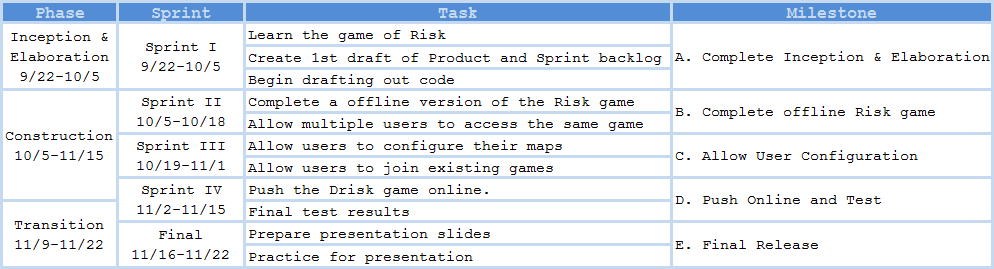 Phase Sprint Task Milestone
Inception &
Elaboration
9/22-10/5
Sprint I
9/22-10/5
Learn the game of Risk
Create 1st draft of Product and Sprint backlog
Begin drafting out code
A. Complete Inception & Elaboration
Construction
10/5-11/15
Sprint II
10/5-10/18
Complete a offline version of the Risk game
Allow multiple users to access the same game
B. Complete offline Risk game
Sprint III
10/19-11/1
Allow users to configure their maps
Allow users to join existing games
C. Allow User Configuration
Sprint IV
11/2-11/15
Push the Drisk game online.
Final test results
D. Push Online and Test
Transition
11/9-11/22
Final
11/16-11/22
Prepare presentation slides
Practice for presentation
E. Final Release